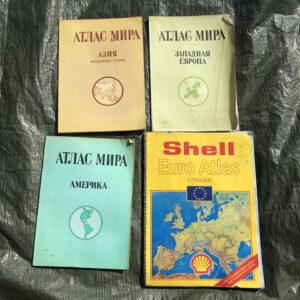 АТЛАС МИРА
АЗИЯ
АТЛАС МИРА
ЗАПАДНАЯ
ЕВРОПА
АТЛАС МИРА
АМЕРИКА
Shell
Euro Atlas
1:750.000